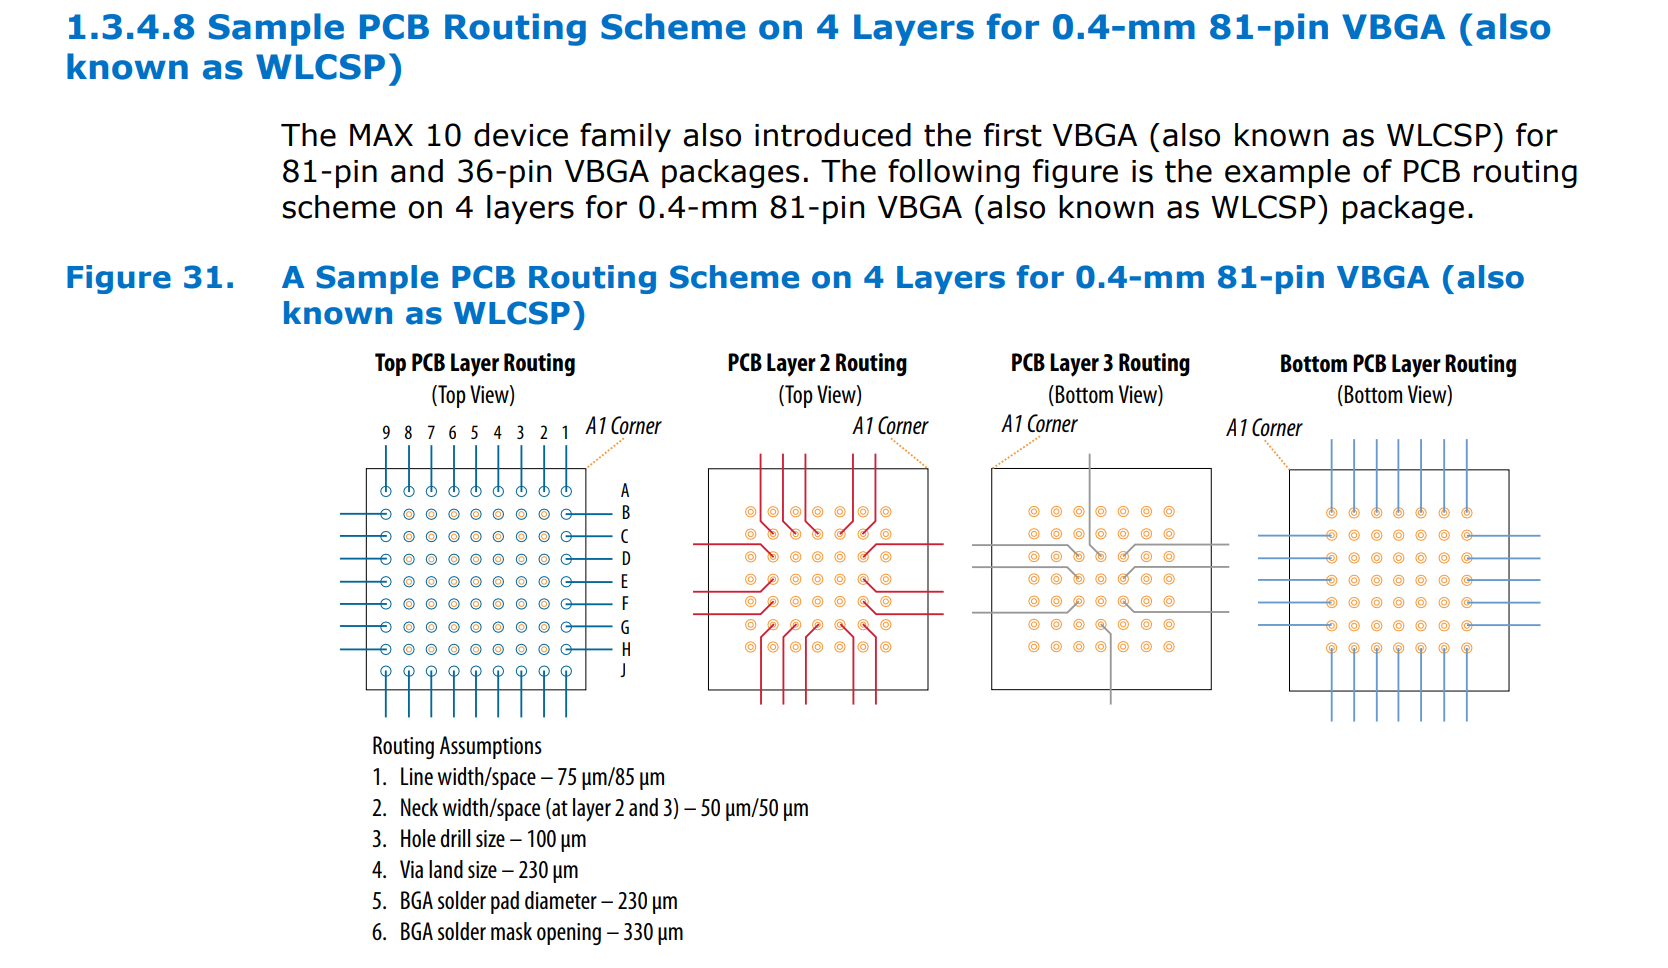 1.3.4.8 Sample PCB Routing Scheme on 4 Layers for 0.4-mm 81-pin VBGA (also
known as WLCSP)
The MAX 10 device family also introduced the first VBGA (also known as WLCSP) for
81-pin and 36-pin VBGA packages. The following figure is the example of PCB routing
scheme on 4 layers for 0.4-mm 81-pin VBGA (also known as WLCSP) package.
Figure 31. A Sample PCB Routing Scheme on 4 Layers for 0.4-mm 81-pin VBGA (also
known as WLCSP)
Top PCB Layer Routing
(Top View)
A1 Corner
9 8 7 6 5 4 3 2 1
A
B
C
D
E
F
G
H
J
PCB Layer 2 Routing
(Top View)
A1 Corner
PCB Layer 3 Routing
(Bottom View)
A1 Corner
Bottom PCB Layer Routing
(Bottom View)
A1 Corner
Routing Assumptions
1. Line width/space – 75 μm/85 μm
2. Neck width/space (at layer 2 and 3) – 50 μm/50 μm
3. Hole drill size – 100 μm
4. Via land size – 230 μm
5. BGA solder pad diameter – 230 μm
6. BGA solder mask opening – 330 μm